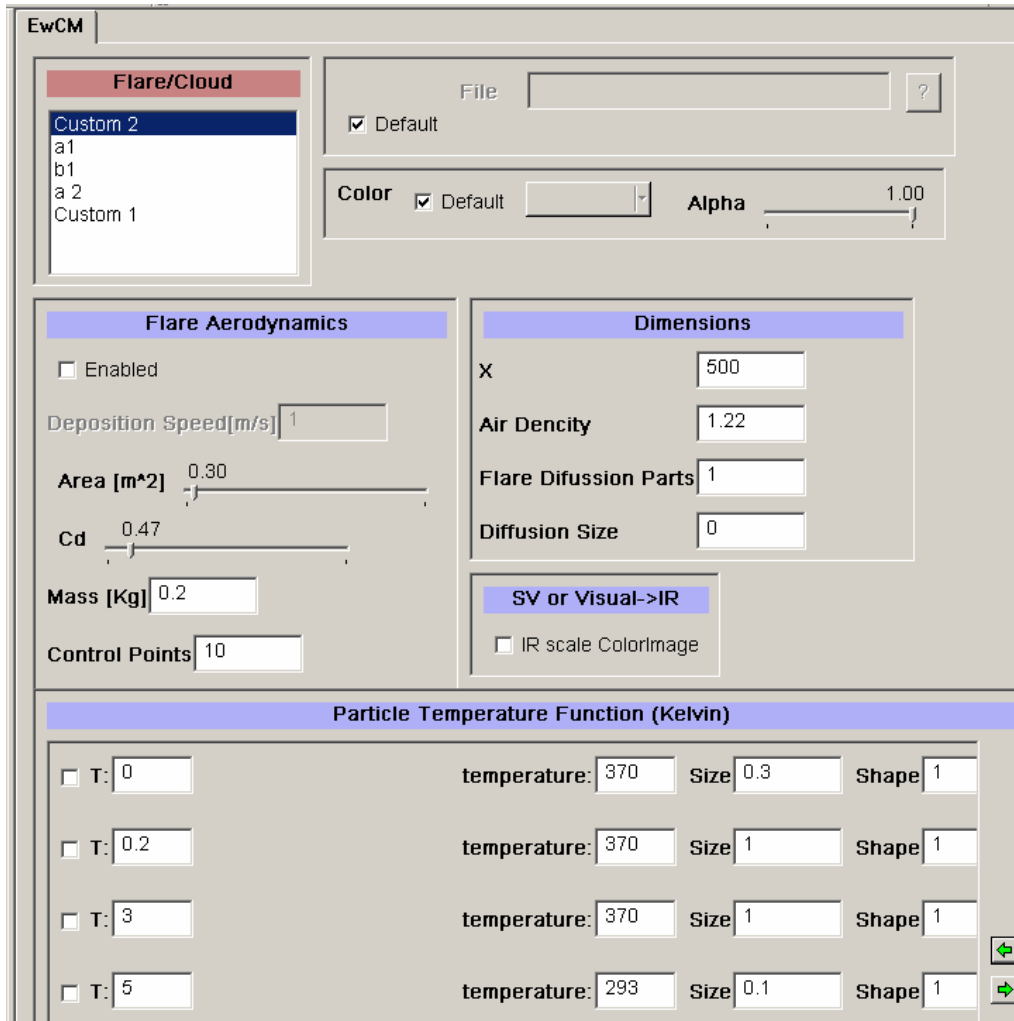 EwCM
Flare/Cloud
Custom 2
a1
b1
a 2
Custom 1
File ?
Default
Color Default Alpha 1.00
Flare Aerodynamics
Enabled
Deposition Speed[m/s] 1
Area [m^2] 0.30
Cd 0.47
Mass [Kg] 0.2
Control Points 10
Dimensions
X 500
Air Dencity 1.22
Flare Difussion Parts 1
Diffusion Size 0
SV or Visual->IR
IR scale ColorImage
Particle Temperature Function (Kelvin)
T: 0 temperature: 370 Size 0.3 Shape 1
T: 0.2 temperature: 370 Size 1 Shape 1
T: 3 temperature: 370 Size 1 Shape 1
T: 5 temperature: 293 Size 0.1 Shape 1